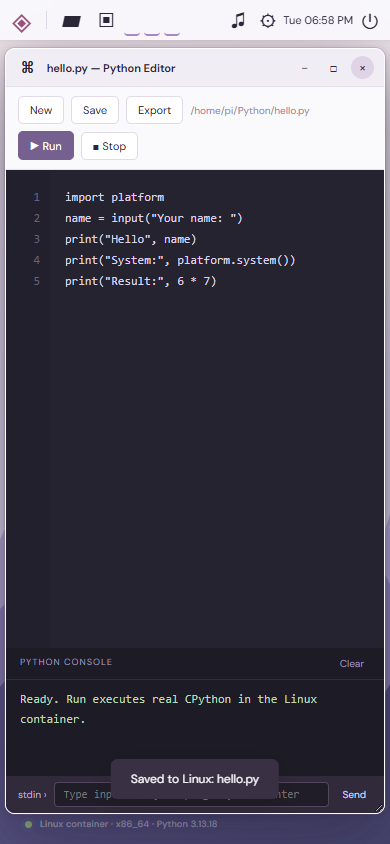 Tue 06:58 PM
hello.py — Python Editor
New Save Export /home/pi/Python/hello.py
▶ Run ■ Stop
1 import platform
2 name = input("Your name: ")
3 print("Hello", name)
4 print("System:", platform.system())
5 print("Result:", 6 * 7)
PYTHON CONSOLE Clear
Ready. Run executes real CPython in the Linux
container.
Saved to Linux: hello.py
stdin › Type Send
Linux container · x86_64 · Python 3.13.18